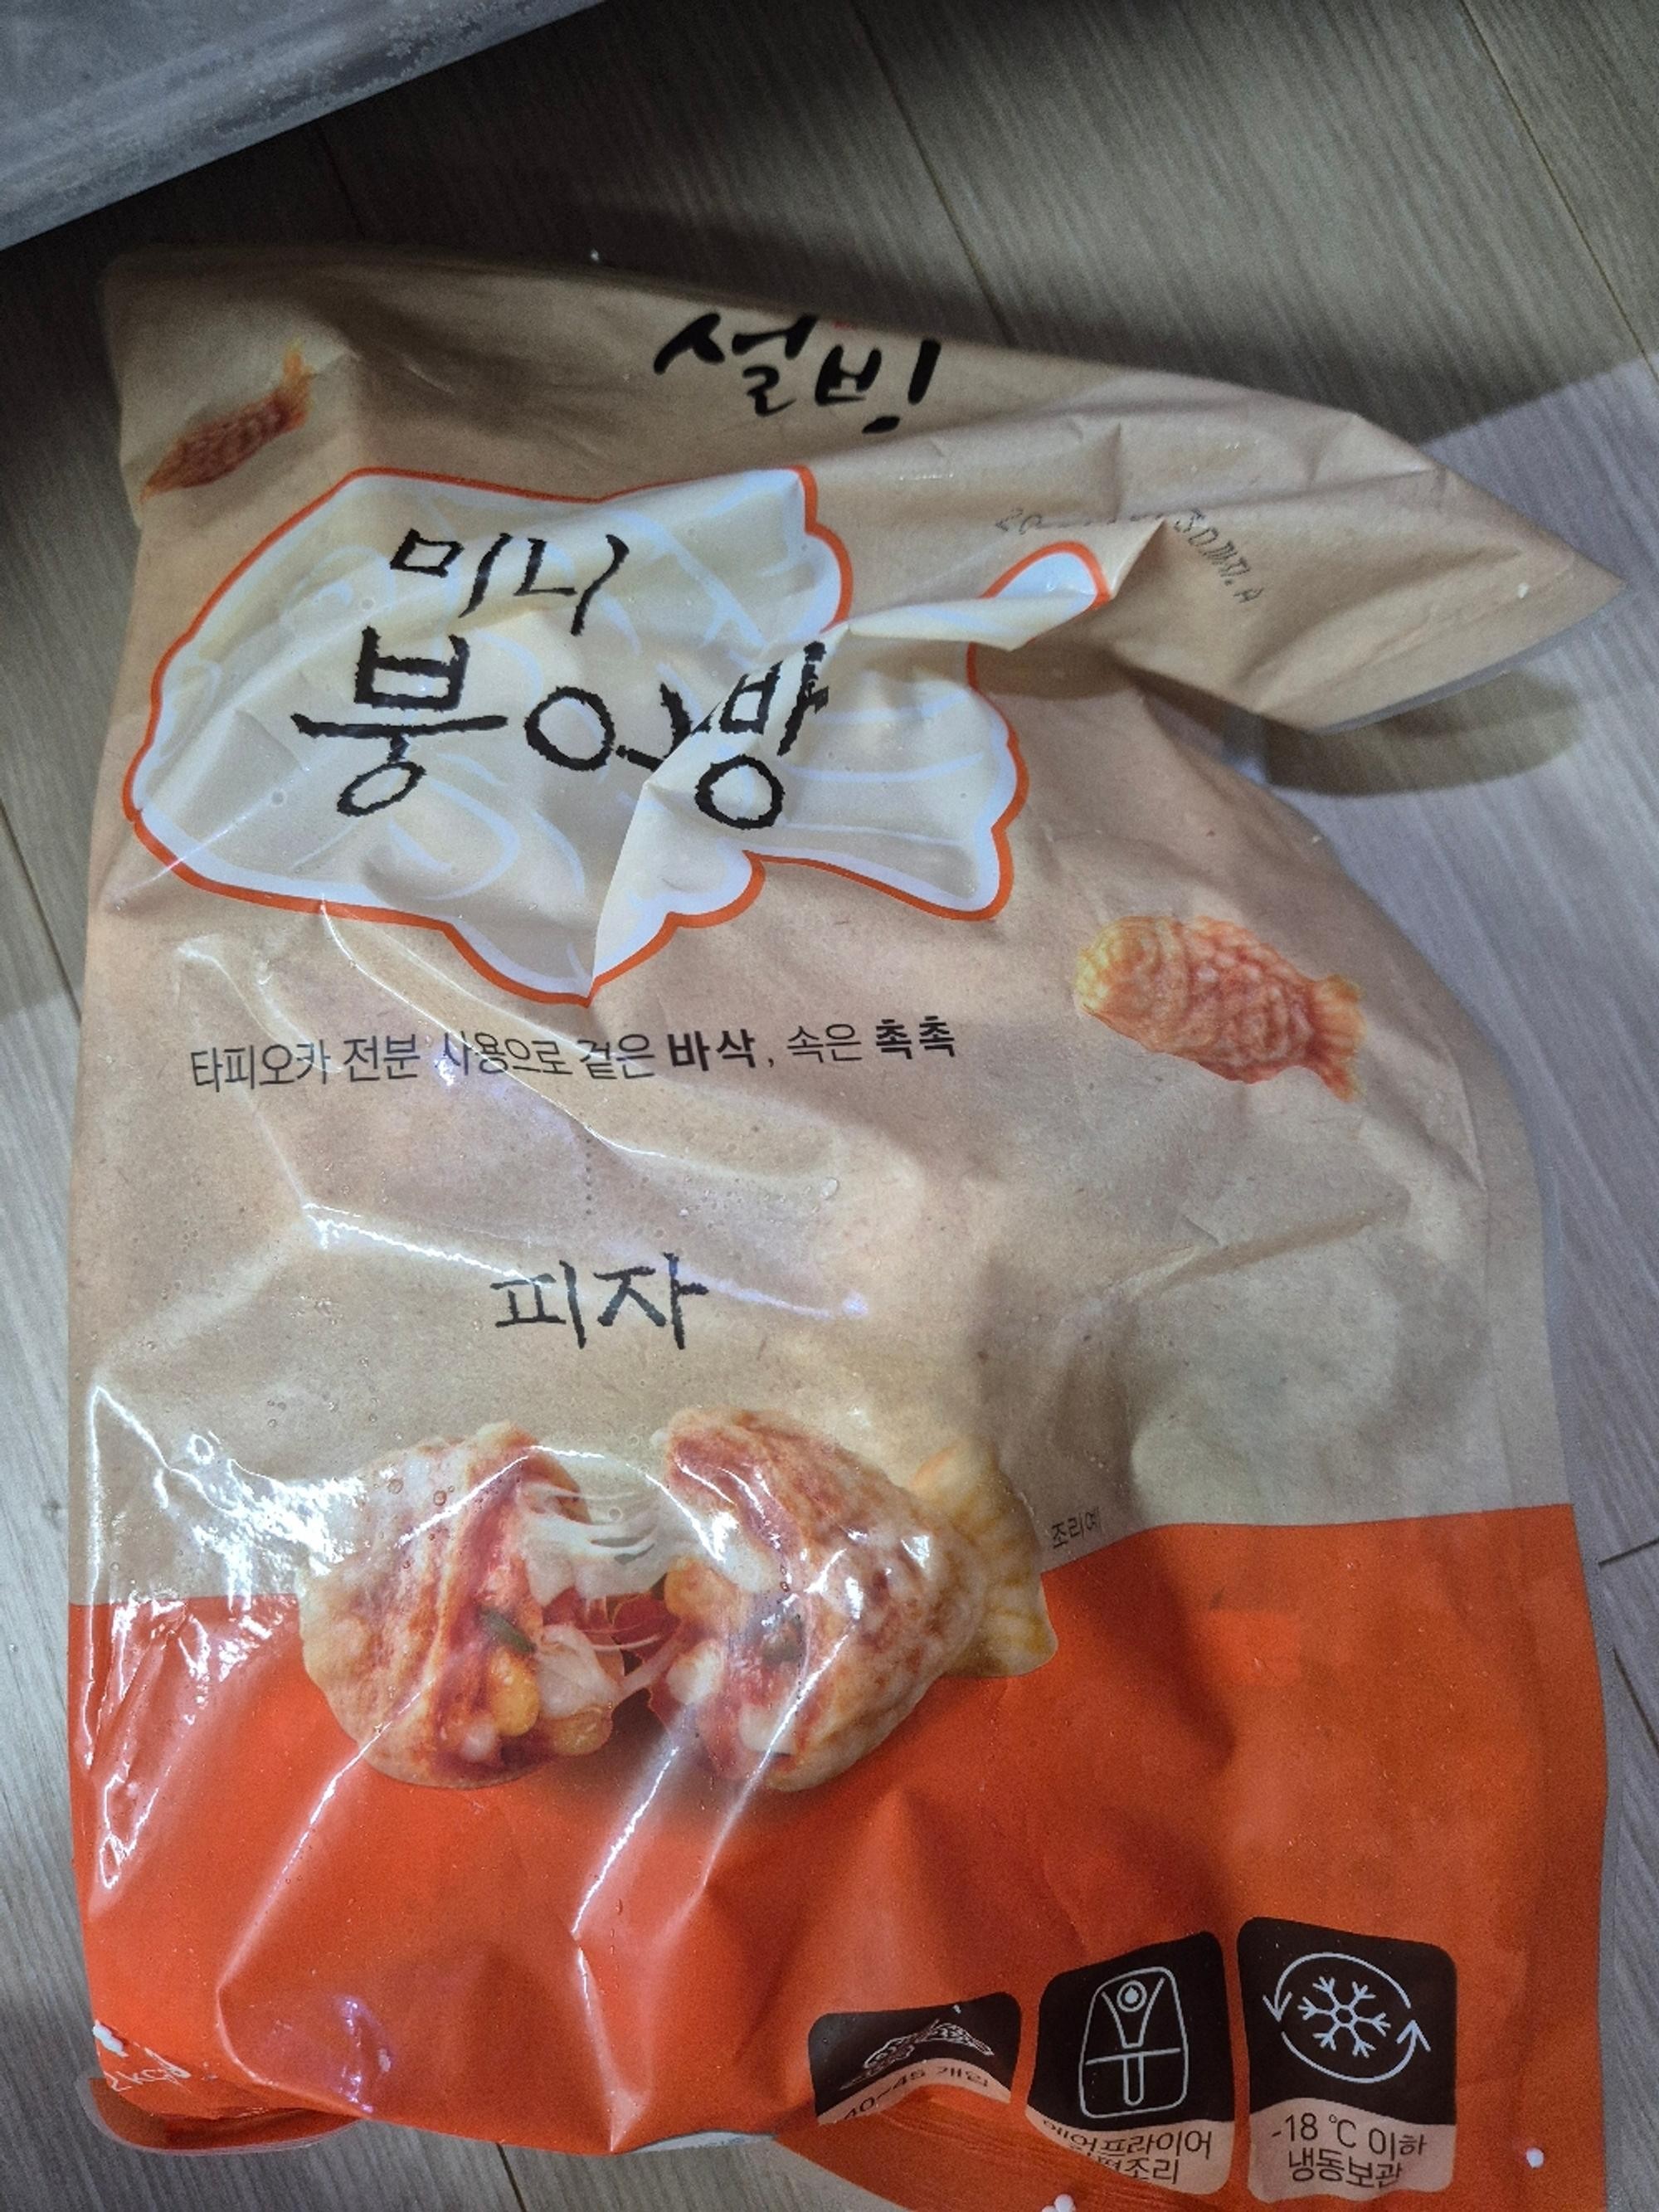 설빙
미니
붕어빵
타피오카 전분 사용으로 겉은 바삭, 속은 촉촉
피자
조리예
40~45 개입
에어프라이어
조리
-18 ℃ 이하
냉동보관